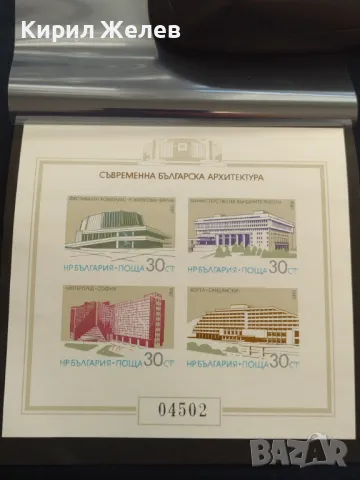 Кирил Желев
СЪВРЕМЕННА БЪЛГАРСКА АРХИТЕКТУРА
НР БЪЛГАРИЯ·ПОЩА 30 СТ
НР БЪЛГАРИЯ·ПОЩА 30 СТ
НР БЪЛГАРИЯ·ПОЩА 30 СТ
НР БЪЛГАРИЯ·ПОЩА 30 СТ
04502
BAZAR